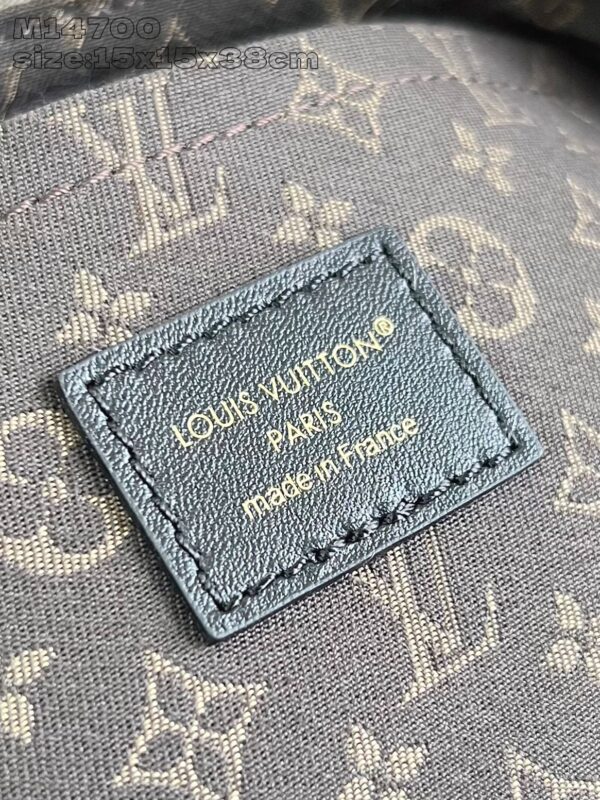 M14700
size:15x15x38cm
LOUIS VUITTON®
PARIS
made in France